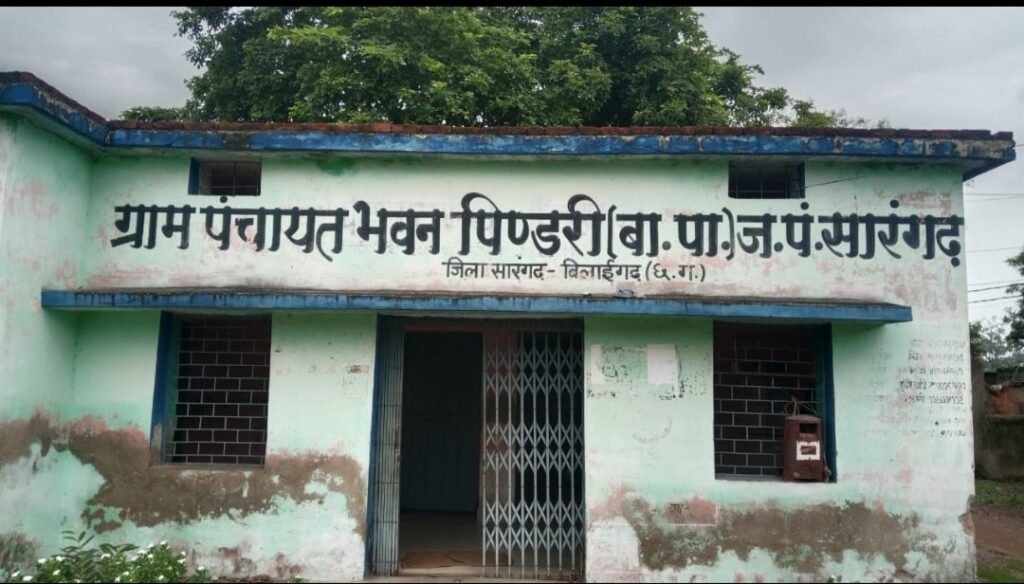 ग्राम पंचायत भवन पिण्डरी(बा.पा.)ज.पं.सारंगढ़
जिला सारंगढ़-बिलाईगढ़(छ.ग.)